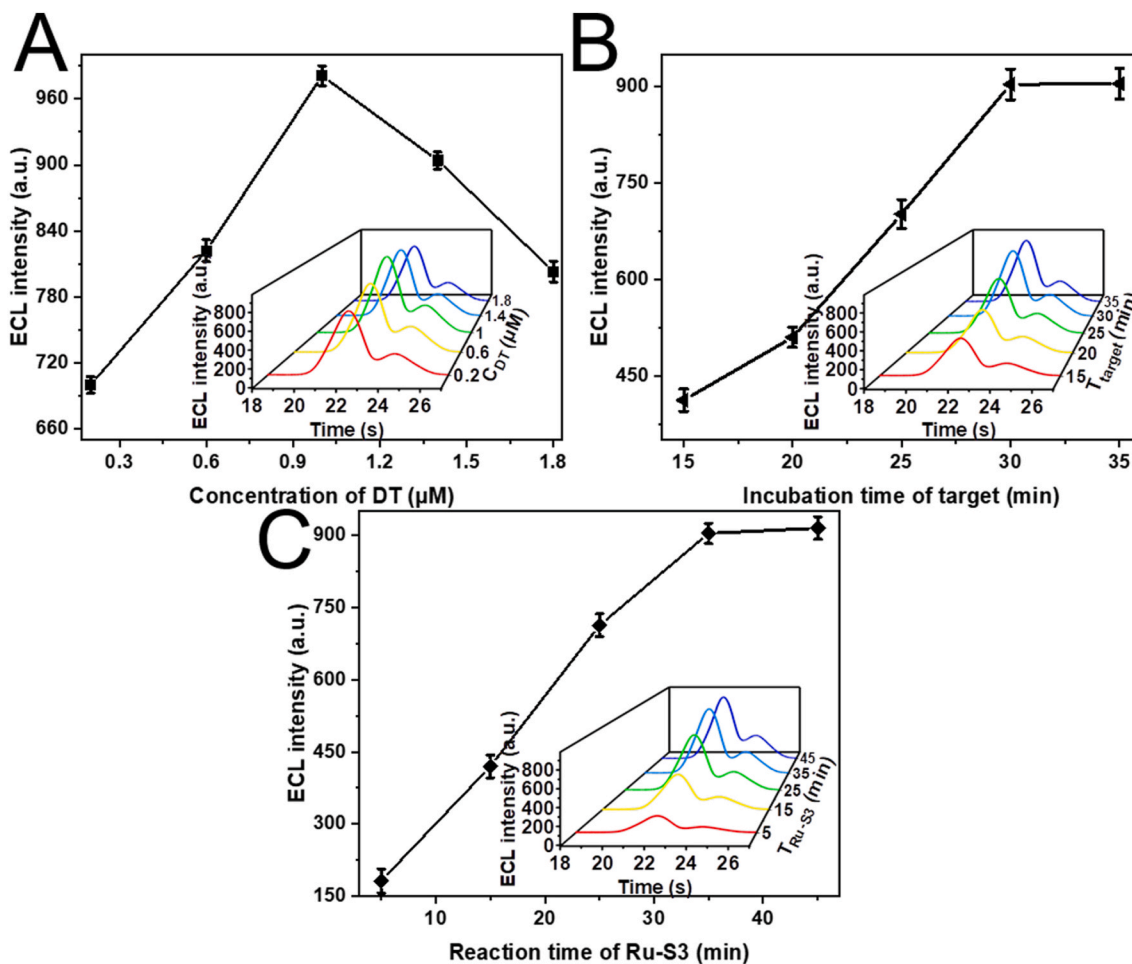 A
ECL intensity (a.u.)
960
900
840
780
720
660
0.3 0.6 0.9 1.2 1.5 1.8
Concentration of DT (μM)
ECL intensity (a.u.)
800
600
400
200
0
18 20 22 24 26
Time (s)
0.2
0.6
1
1.4
1.8
C_DT (μM)
B
ECL intensity (a.u.)
900
750
600
450
15 20 25 30 35
Incubation time of target (min)
ECL intensity (a.u.)
800
600
400
200
0
18 20 22 24 26
Time (s)
15
20
25
30
35
T_target (min)
C
ECL intensity (a.u.)
900
750
600
450
300
150
10 20 30 40
Reaction time of Ru-S3 (min)
ECL intensity (a.u.)
800
600
400
200
0
18 20 22 24 26
Time (s)
5
15
25
35
45
T_Ru-S3 (min)